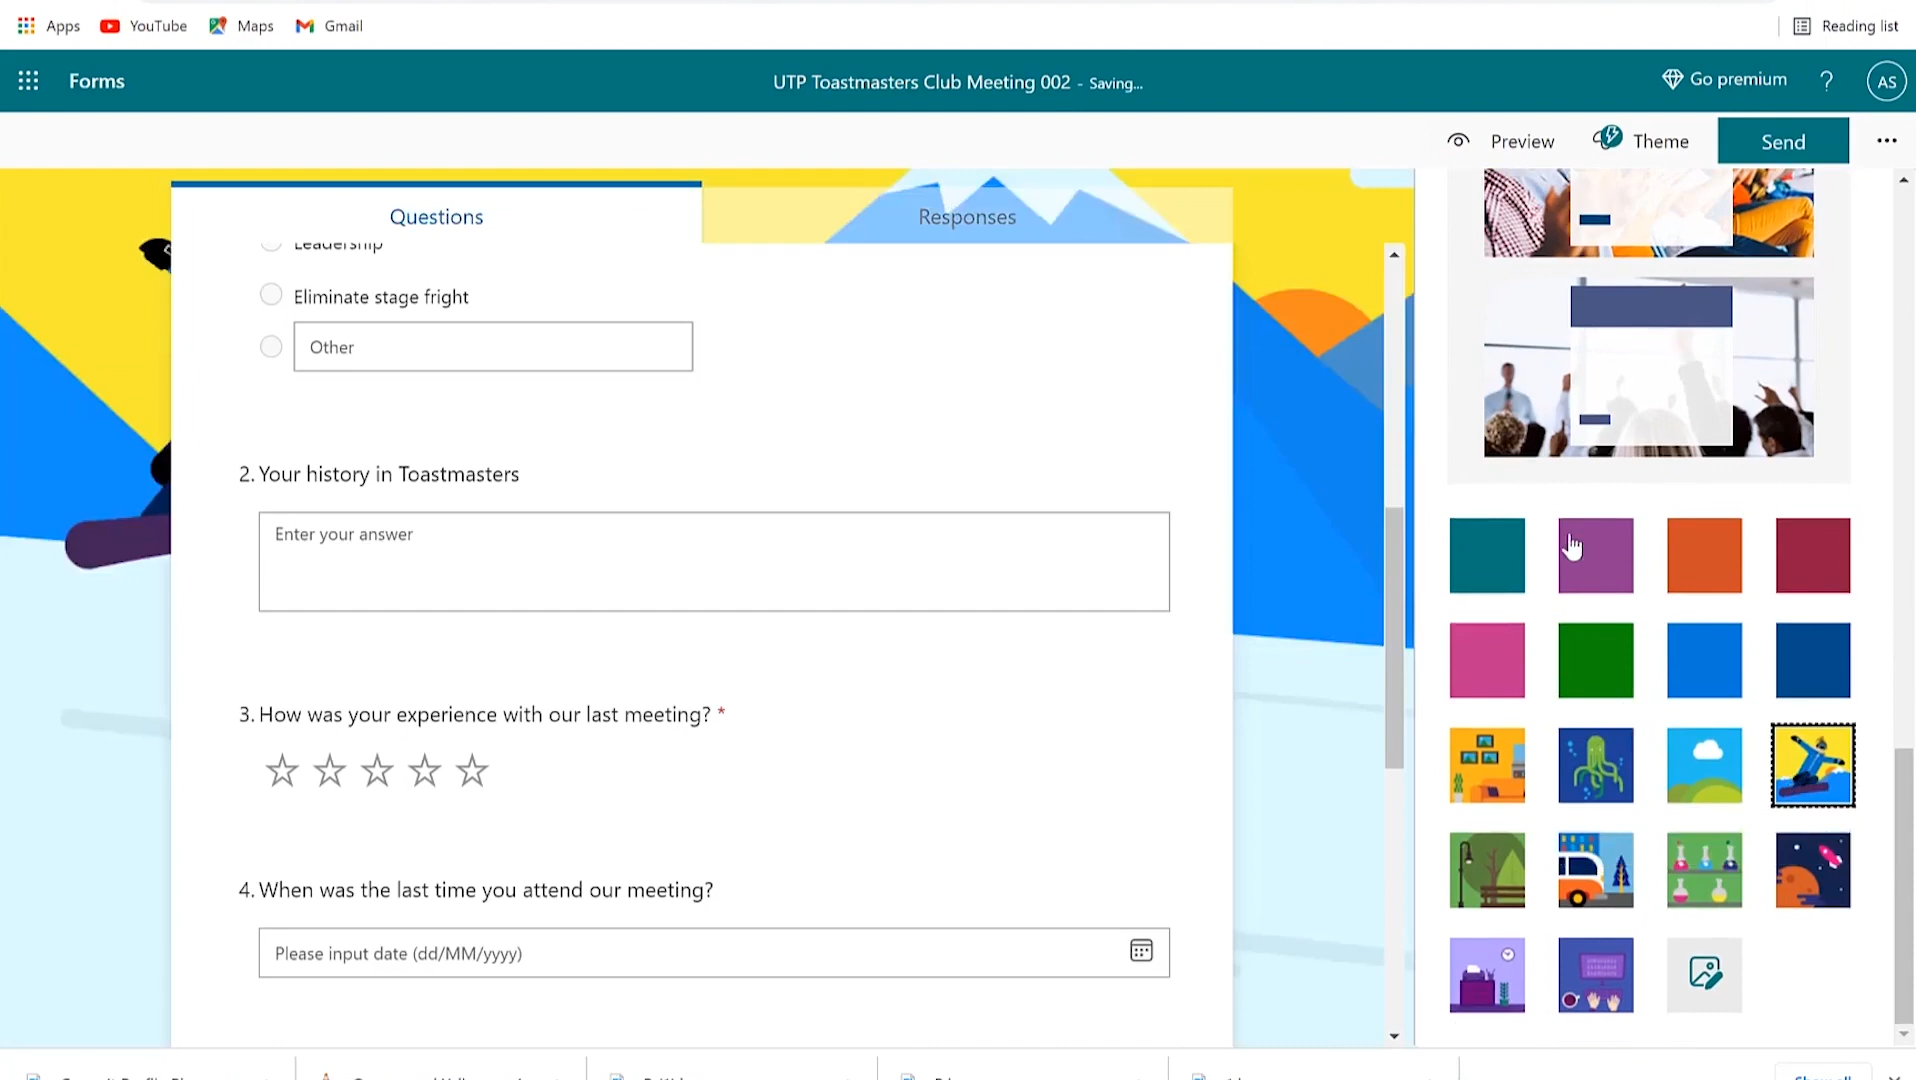 Apps YouTube Maps Gmail Reading list
Forms UTP Toastmasters Club Meeting 002 - Saving... Go premium ? AS
Preview Theme Send ...
Questions Responses
Leadership
Eliminate stage fright
Other
2. Your history in Toastmasters
Enter your answer
3. How was your experience with our last meeting? *
4. When was the last time you attend our meeting?
Please input date (dd/MM/yyyy)
Show all